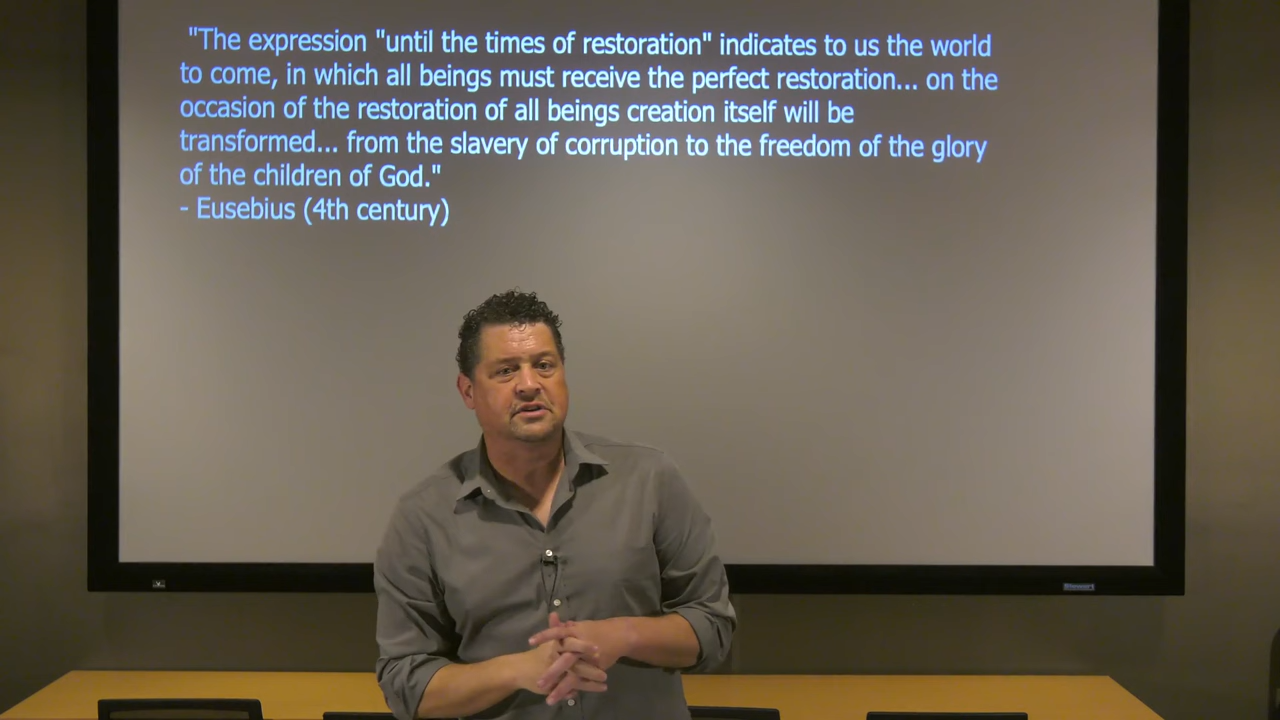 "The expression "until the times of restoration" indicates to us the world
to come, in which all beings must receive the perfect restoration... on the
occasion of the restoration of all beings creation itself will be
transformed... from the slavery of corruption to the freedom of the glory
of the children of God."
- Eusebius (4th century)
Stewart